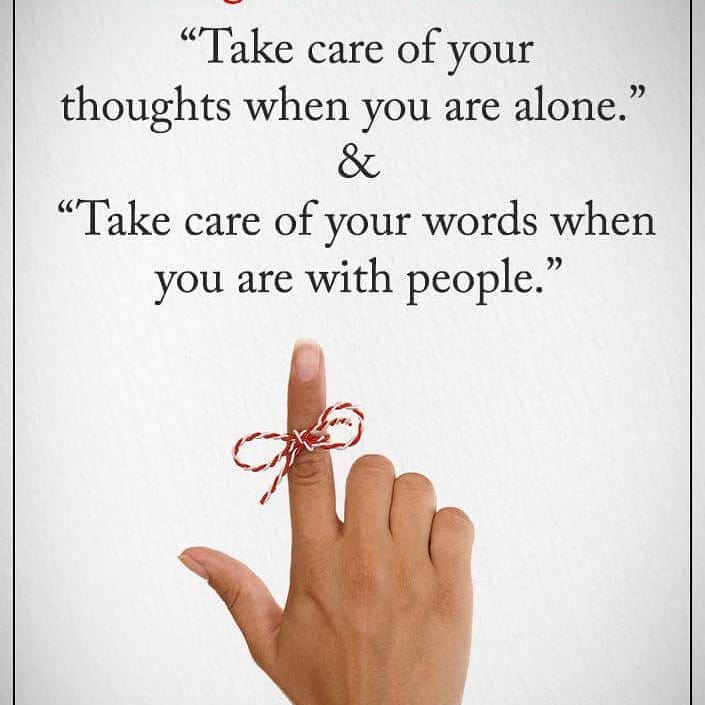 “Take care of your
thoughts when you are alone.”
&
“Take care of your words when
you are with people.”